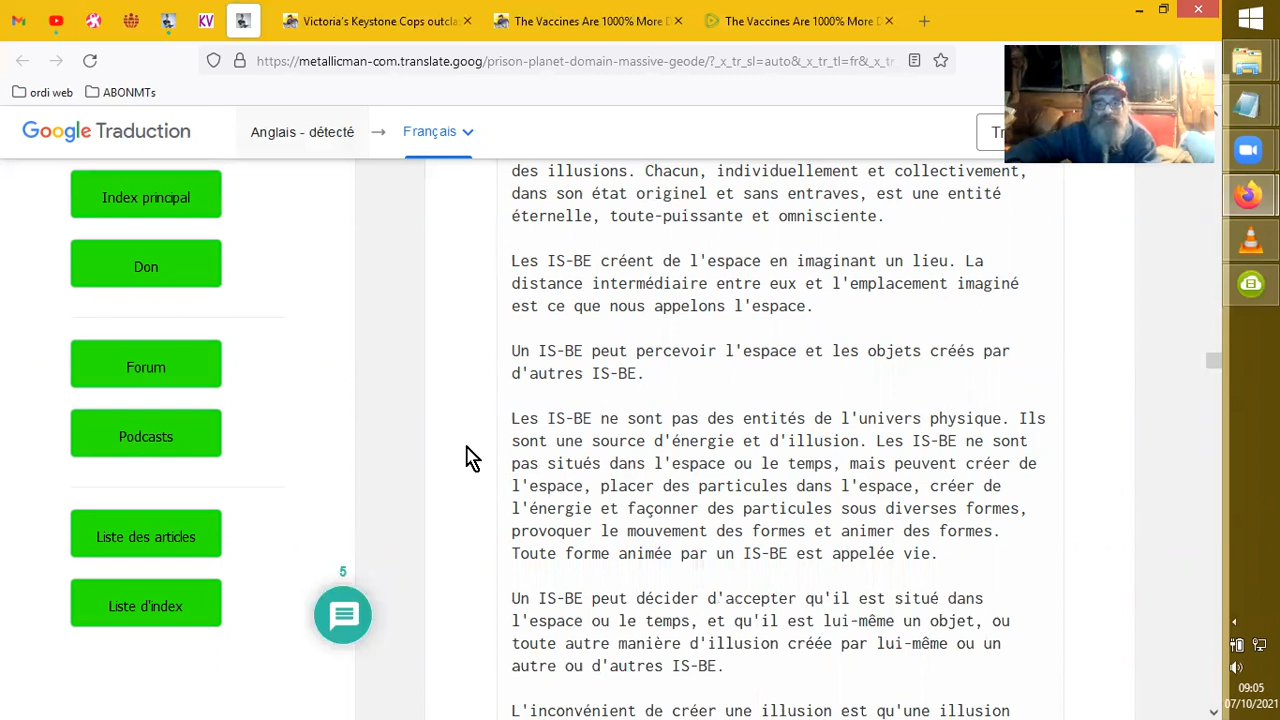 KV
Victoria's Keystone Cops outcla
The Vaccines Are 1000% More D
The Vaccines Are 1000% More D
https://metallicman-com.translate.goog/prison-planet-domain-massive-geode/?_x_tr_sl=auto&_x_tr_tl=fr&_x_tr
ordi web
ABONMTs
Google Traduction
Anglais - détecté
→
Français
Tr
Index principal
Don
Forum
Podcasts
Liste des articles
Liste d'index
5
des illusions. Chacun, individuellement et collectivement,
dans son état originel et sans entraves, est une entité
éternelle, toute-puissante et omnisciente.
Les IS-BE créent de l'espace en imaginant un lieu. La
distance intermédiaire entre eux et l'emplacement imaginé
est ce que nous appelons l'espace.
Un IS-BE peut percevoir l'espace et les objets créés par
d'autres IS-BE.
Les IS-BE ne sont pas des entités de l'univers physique. Ils
sont une source d'énergie et d'illusion. Les IS-BE ne sont
pas situés dans l'espace ou le temps, mais peuvent créer de
l'espace, placer des particules dans l'espace, créer de
l'énergie et façonner des particules sous diverses formes,
provoquer le mouvement des formes et animer des formes.
Toute forme animée par un IS-BE est appelée vie.
Un IS-BE peut décider d'accepter qu'il est situé dans
l'espace ou le temps, et qu'il est lui-même un objet, ou
toute autre manière d'illusion créée par lui-même ou un
autre ou d'autres IS-BE.
L'inconvénient de créer une illusion est qu'une illusion
09:05
07/10/2021